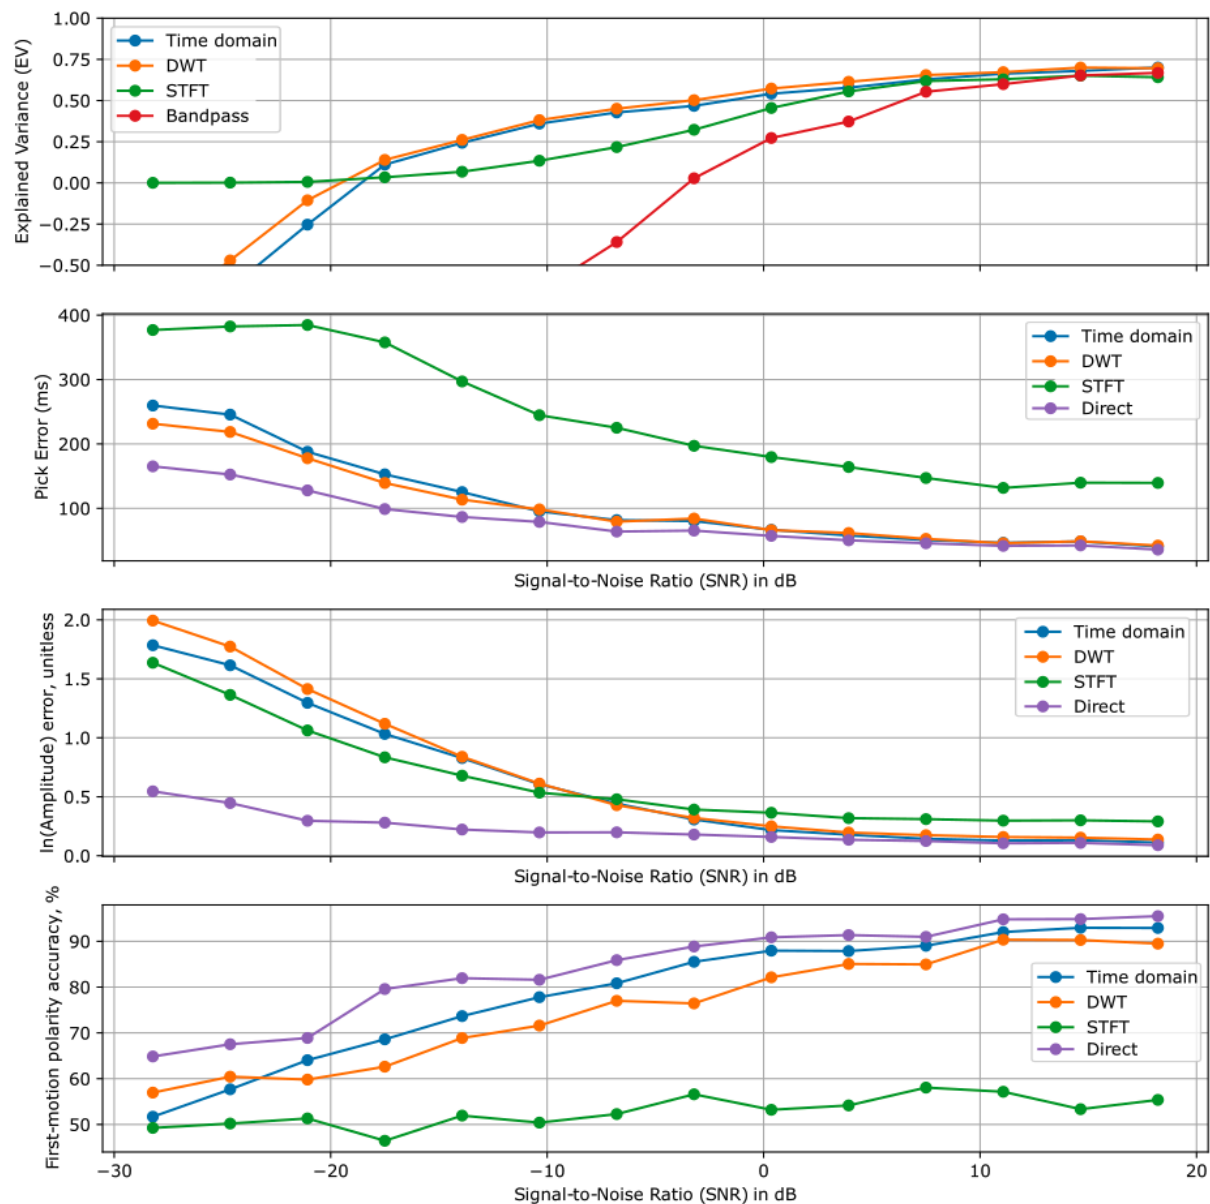 Explained Variance (EV)
1.00
0.75
0.50
0.25
0.00
−0.25
−0.50
Time domain
DWT
STFT
Bandpass
Pick Error (ms)
400
300
200
100
Time domain
DWT
STFT
Direct
Signal-to-Noise Ratio (SNR) in dB
ln(Amplitude) error, unitless
2.0
1.5
1.0
0.5
0.0
Time domain
DWT
STFT
Direct
Signal-to-Noise Ratio (SNR) in dB
First-motion polarity accuracy, %
90
80
70
60
50
Time domain
DWT
STFT
Direct
−30 −20 −10 0 10 20
Signal-to-Noise Ratio (SNR) in dB